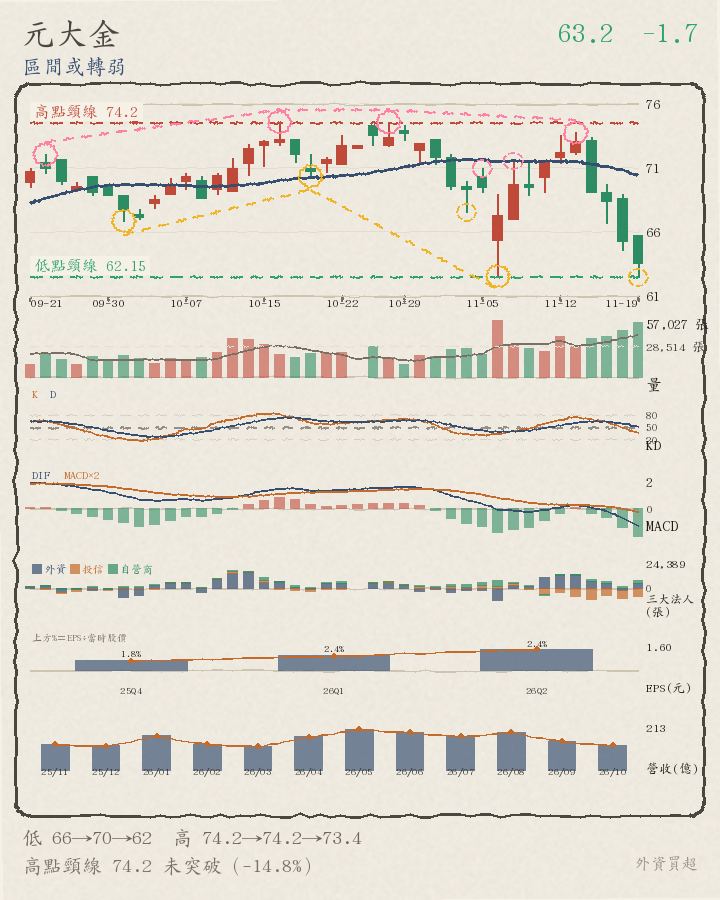 元大金
63.2 -1.7
區間或轉弱
高點頸線 74.2
76
71
66
61
低點頸線 62.15
09-21 09-30 10-07 10-15 10-22 10-29 11-05 11-12 11-19
57,027 張
28,514 張
量
K D
80
50
20
KD
DIF MACD×2
2
0
MACD
外資 投信 自營商
24,389
0
三大法人
(張)
上方%=EPS÷當時股價
1.8% 2.4% 2.4%
1.60
25Q4 26Q1 26Q2
EPS(元)
213
25/11 25/12 26/01 26/02 26/03 26/04 26/05 26/06 26/07 26/08 26/09 26/10
營收(億)
低 66→70→62 高 74.2→74.2→73.4
高點頸線 74.2 未突破 (-14.8%)
外資買超